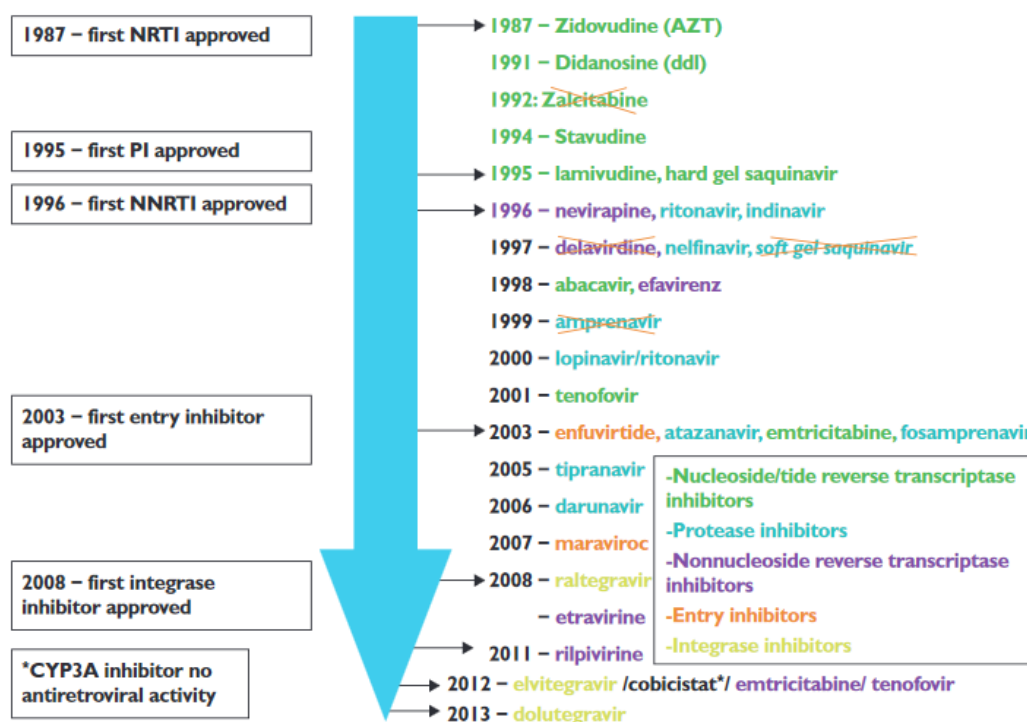 1987 – first NRTI approved
1995 – first PI approved
1996 – first NNRTI approved
2003 – first entry inhibitor
approved
2008 – first integrase
inhibitor approved
*CYP3A inhibitor no
antiretroviral activity
1987 – Zidovudine (AZT)
1991 – Didanosine (ddI)
1992: Zalcitabine
1994 – Stavudine
1995 – lamivudine, hard gel saquinavir
1996 – nevirapine, ritonavir, indinavir
1997 – delavirdine, nelfinavir, soft gel saquinavir
1998 – abacavir, efavirenz
1999 – amprenavir
2000 – lopinavir/ritonavir
2001 – tenofovir
2003 – enfuvirtide, atazanavir, emtricitabine, fosamprenavir
2005 – tipranavir
2006 – darunavir
2007 – maraviroc
2008 – raltegravir
– etravirine
2011 – rilpivirine
2012 – elvitegravir /cobicistat*/ emtricitabine/ tenofovir
2013 – dolutegravir
-Nucleoside/tide reverse transcriptase
inhibitors
-Protease inhibitors
-Nonnucleoside reverse transcriptase
inhibitors
-Entry inhibitors
-Integrase inhibitors